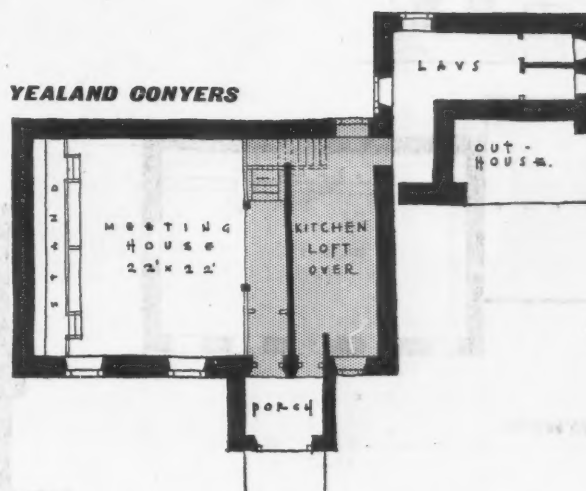 YEALAND CONYERS
LAVS
OUT-
HOUSE.
STAND
MEETING
HOUSE
22' x 22'
KITCHEN
LOFT
OVER
PORCH